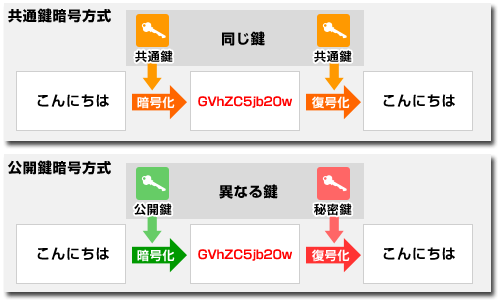 共通鍵暗号方式
同じ鍵
共通鍵 共通鍵
こんにちは 暗号化 GVhZC5jb20w 復号化 こんにちは
公開鍵暗号方式
異なる鍵
公開鍵 秘密鍵
こんにちは 暗号化 GVhZC5jb20w 復号化 こんにちは